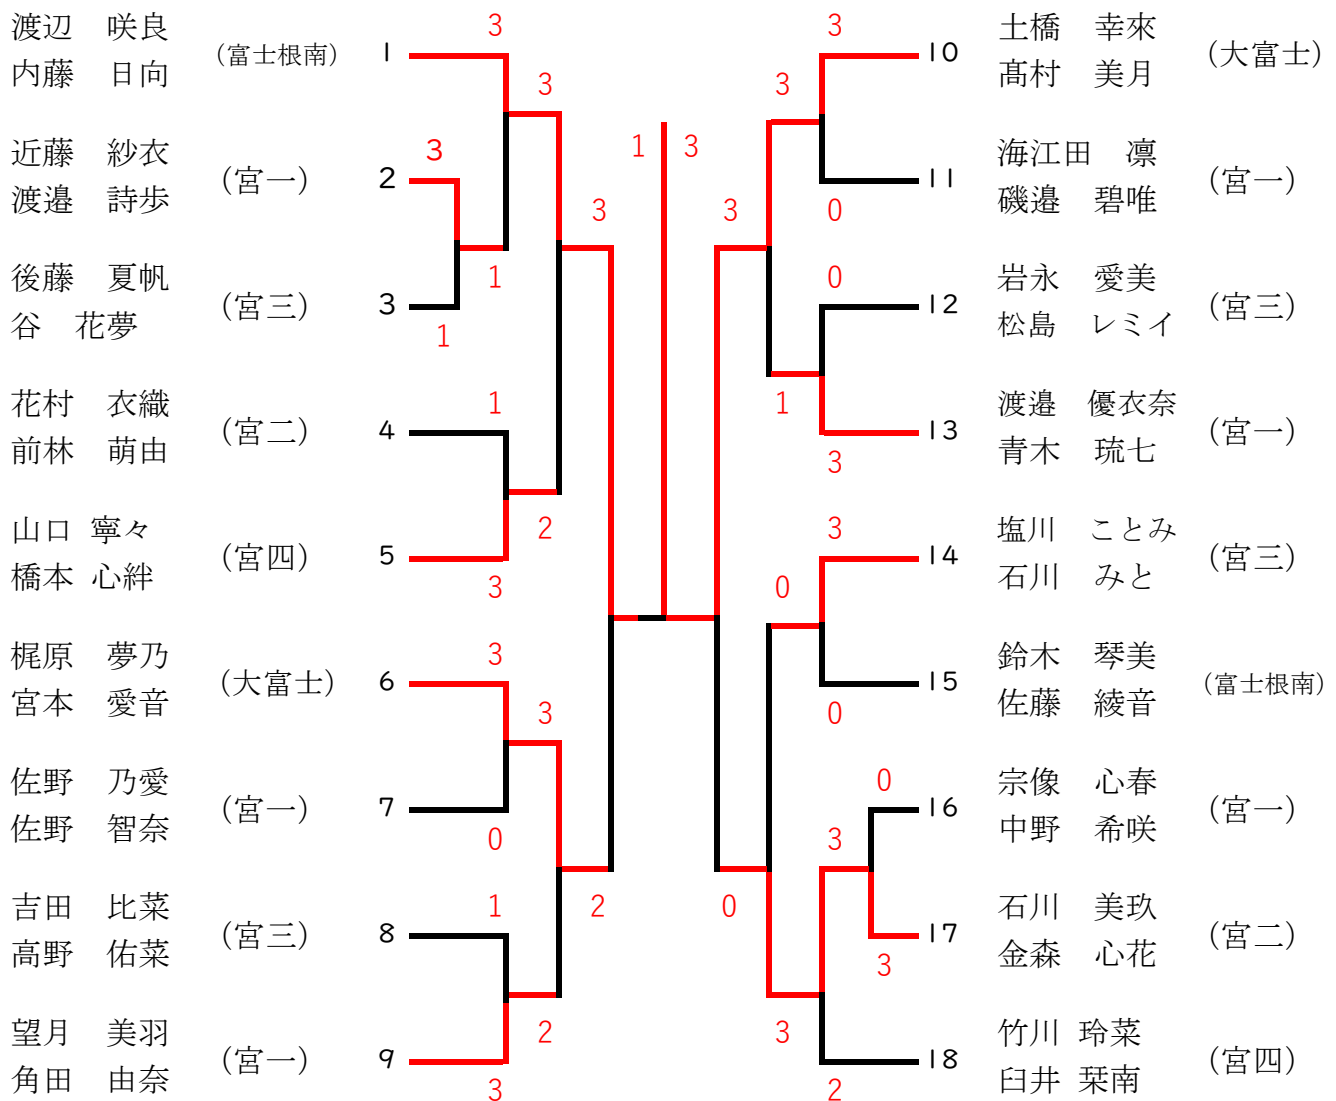 渡辺　咲良
内藤　日向
(富士根南)
1
3
3
近藤　紗衣
渡邉　詩歩
(宮一)
2
3
後藤　夏帆
谷　花夢
(宮三)
3
1
1
3
花村　衣織
前林　萌由
(宮二)
4
1
山口 寧々
橋本 心絆
(宮四)
5
3
2
梶原　夢乃
宮本　愛音
(大富士)
6
3
3
佐野　乃愛
佐野　智奈
(宮一)
7
0
吉田　比菜
高野　佑菜
(宮三)
8
1
2
望月　美羽
角田　由奈
(宮一)
9
3
2
1 3
3
3
10
土橋　幸來
髙村　美月
(大富士)
3
0
11
海江田　凛
磯邉　碧唯
(宮一)
0
12
岩永　愛美
松島　レミイ
(宮三)
1
3
13
渡邉　優衣奈
青木　琉七
(宮一)
3
0
14
塩川　ことみ
石川　みと
(宮三)
0
15
鈴木　琴美
佐藤　綾音
(富士根南)
0
3
16
宗像　心春
中野　希咲
(宮一)
0
3
17
石川　美玖
金森　心花
(宮二)
3
2
18
竹川 玲菜
臼井 栞南
(宮四)